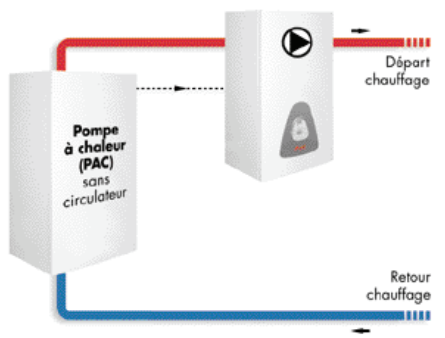 Départ
chauffage
Pompe
à chaleur
(PAC)
sans
circulateur
Retour
chauffage